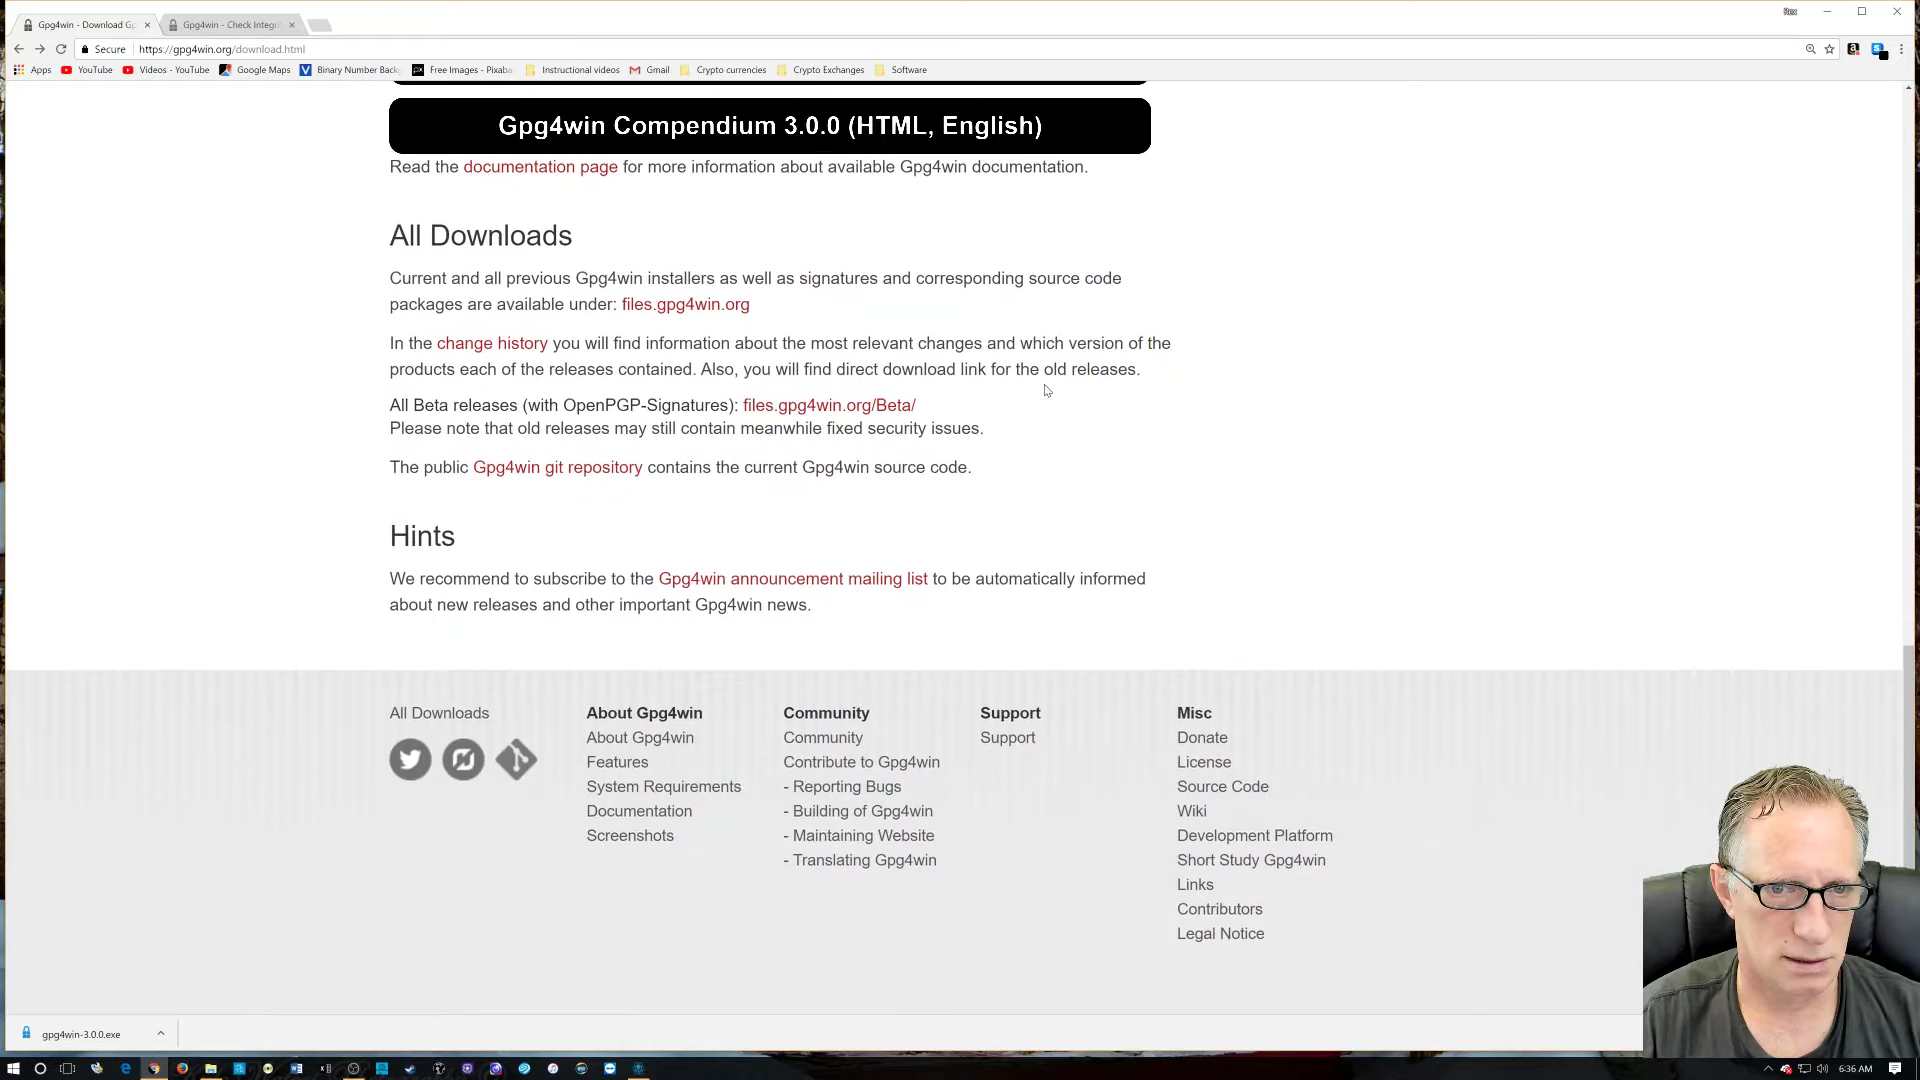 Gpg4win - Download Gp
Gpg4win - Check Integri
Secure
https://gpg4win.org/download.html
Apps
YouTube
Videos - YouTube
Google Maps
Binary Number Back
Free Images - Pixaba
Instructional videos
Gmail
Crypto currencies
Crypto Exchanges
Software
Gpg4win Compendium 3.0.0 (HTML, English)
Read the documentation page for more information about available Gpg4win documentation.
All Downloads
Current and all previous Gpg4win installers as well as signatures and corresponding source code
packages are available under: files.gpg4win.org
In the change history you will find information about the most relevant changes and which version of the
products each of the releases contained. Also, you will find direct download link for the old releases.
All Beta releases (with OpenPGP-Signatures): files.gpg4win.org/Beta/
Please note that old releases may still contain meanwhile fixed security issues.
The public Gpg4win git repository contains the current Gpg4win source code.
Hints
We recommend to subscribe to the Gpg4win announcement mailing list to be automatically informed
about new releases and other important Gpg4win news.
All Downloads
About Gpg4win
About Gpg4win
Features
System Requirements
Documentation
Screenshots
Community
Community
Contribute to Gpg4win
- Reporting Bugs
- Building of Gpg4win
- Maintaining Website
- Translating Gpg4win
Support
Support
Misc
Donate
License
Source Code
Wiki
Development Platform
Short Study Gpg4win
Links
Contributors
Legal Notice
gpg4win-3.0.0.exe
6:36 AM